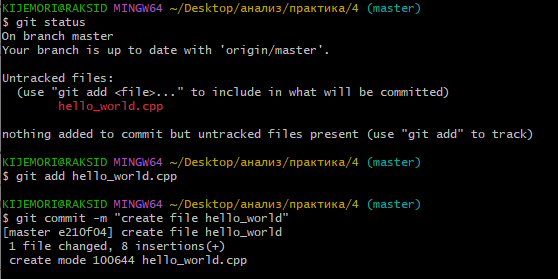 KIJEMORI@RAKSID MINGW64 ~/Desktop/анализ/практика/4 (master)
$ git status
On branch master
Your branch is up to date with 'origin/master'.

Untracked files:
  (use "git add <file>..." to include in what will be committed)
        hello_world.cpp

nothing added to commit but untracked files present (use "git add" to track)

KIJEMORI@RAKSID MINGW64 ~/Desktop/анализ/практика/4 (master)
$ git add hello_world.cpp

KIJEMORI@RAKSID MINGW64 ~/Desktop/анализ/практика/4 (master)
$ git commit -m "create file hello_world"
[master e210f04] create file hello_world
 1 file changed, 8 insertions(+)
 create mode 100644 hello_world.cpp